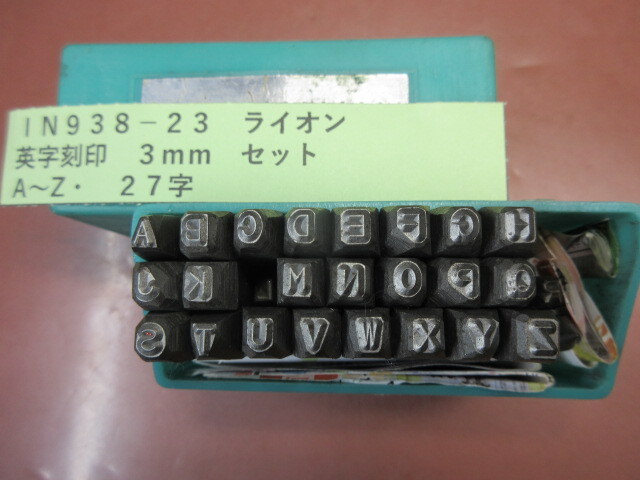 IN938-23 ライオン
英字刻印 3mm セット
A~Z・ 27字
A B C D E F G H
J K M N O P Q
S T U V W X Y Z